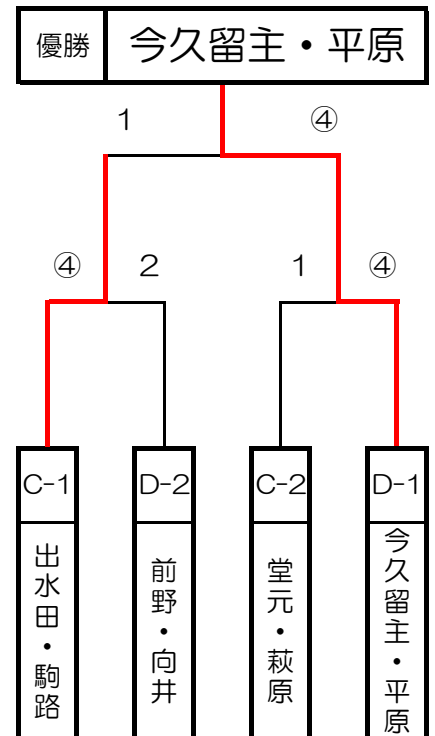 優勝 今久留主・平原
1 ④
④ 2 1 ④
C-1 D-2 C-2 D-1
出水田・駒路
前野・向井
堂元・萩原
今久留主・平原